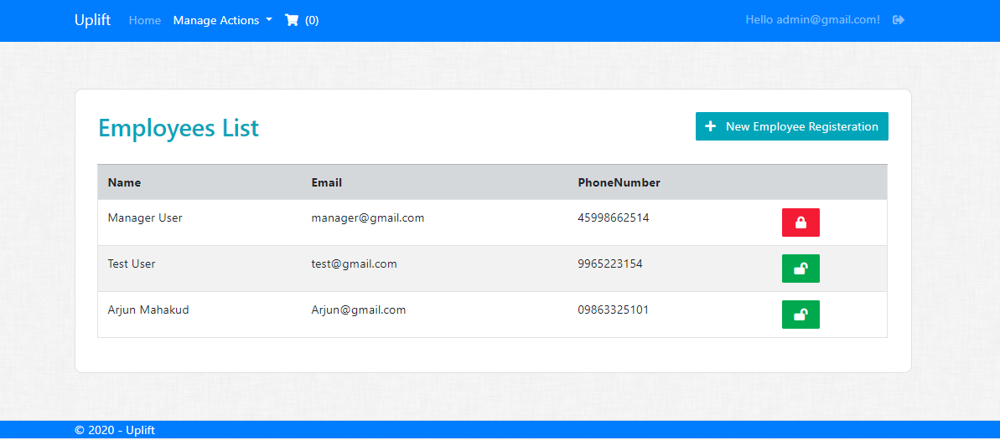 Uplift Home Manage Actions (0) Hello admin@gmail.com!
Employees List
New Employee Registeration
Name Email PhoneNumber
Manager User manager@gmail.com 45998662514
Test User test@gmail.com 9965223154
Arjun Mahakud Arjun@gmail.com 09863325101
© 2020 - Uplift